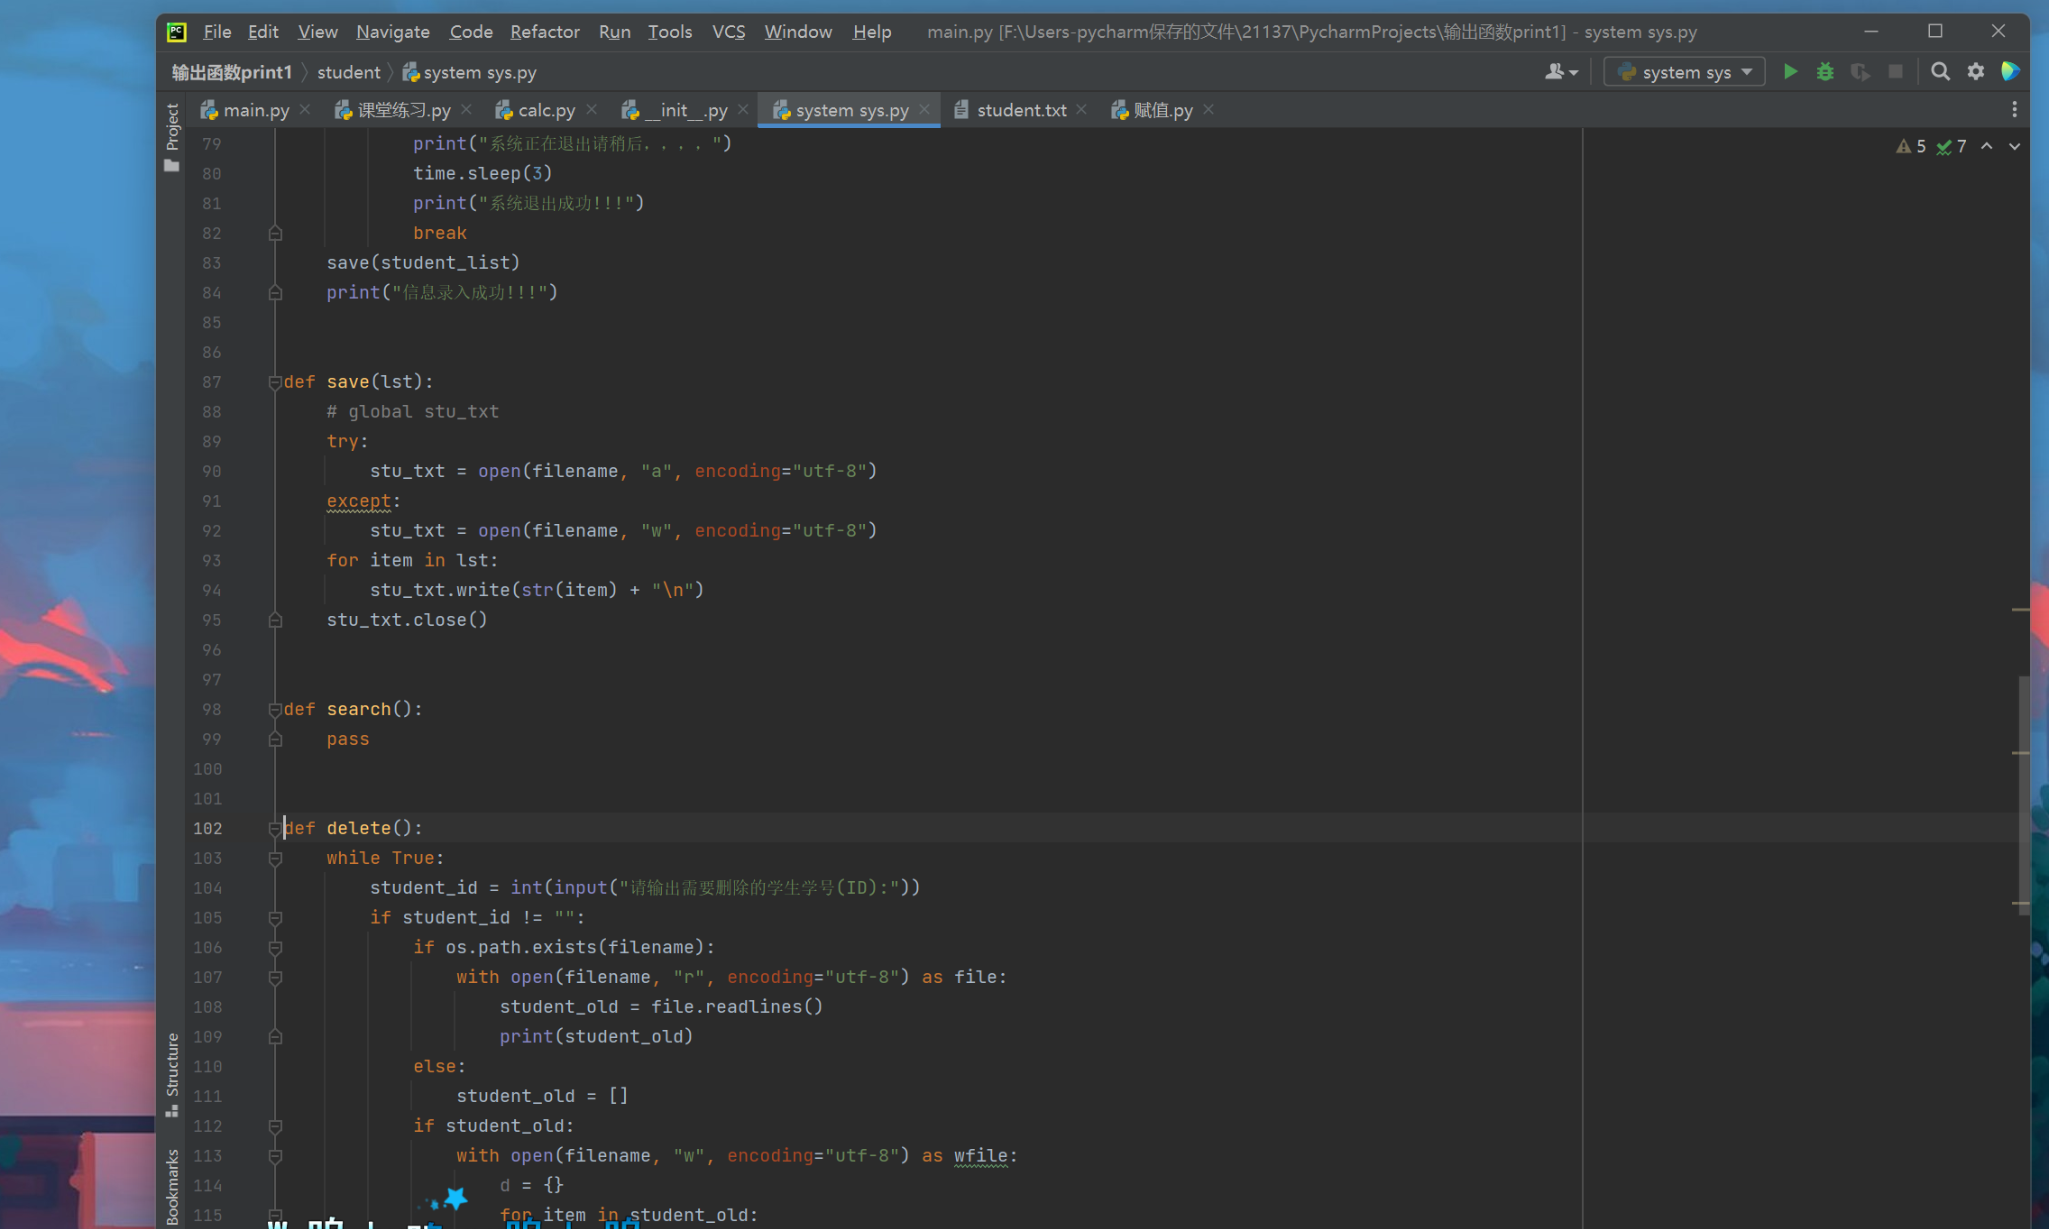 PC File Edit View Navigate Code Refactor Run Tools VCS Window Help main.py [F:\Users-pycharm保存的文件\21137\PycharmProjects\输出函数print1] - system sys.py
输出函数print1 student system sys.py system sys
main.py 课堂练习.py calc.py __init__.py system sys.py student.txt 赋值.py
Project
5 7
79 print("系统正在退出请稍后．．．．")
80 time.sleep(3)
81 print("系统退出成功!!!")
82 break
83 save(student_list)
84 print("信息录入成功!!!")
85
86
87 def save(lst):
88 # global stu_txt
89 try:
90 stu_txt = open(filename, "a", encoding="utf-8")
91 except:
92 stu_txt = open(filename, "w", encoding="utf-8")
93 for item in lst:
94 stu_txt.write(str(item) + "\n")
95 stu_txt.close()
96
97
98 def search():
99 pass
100
101
102 def delete():
103 while True:
104 student_id = int(input("请输出需要删除的学生学号(ID):"))
105 if student_id != "":
106 if os.path.exists(filename):
107 with open(filename, "r", encoding="utf-8") as file:
108 student_old = file.readlines()
109 print(student_old)
110 else:
111 student_old = []
112 if student_old:
113 with open(filename, "w", encoding="utf-8") as wfile:
114 d = {}
115 for item in student_old:
Structure
Bookmarks